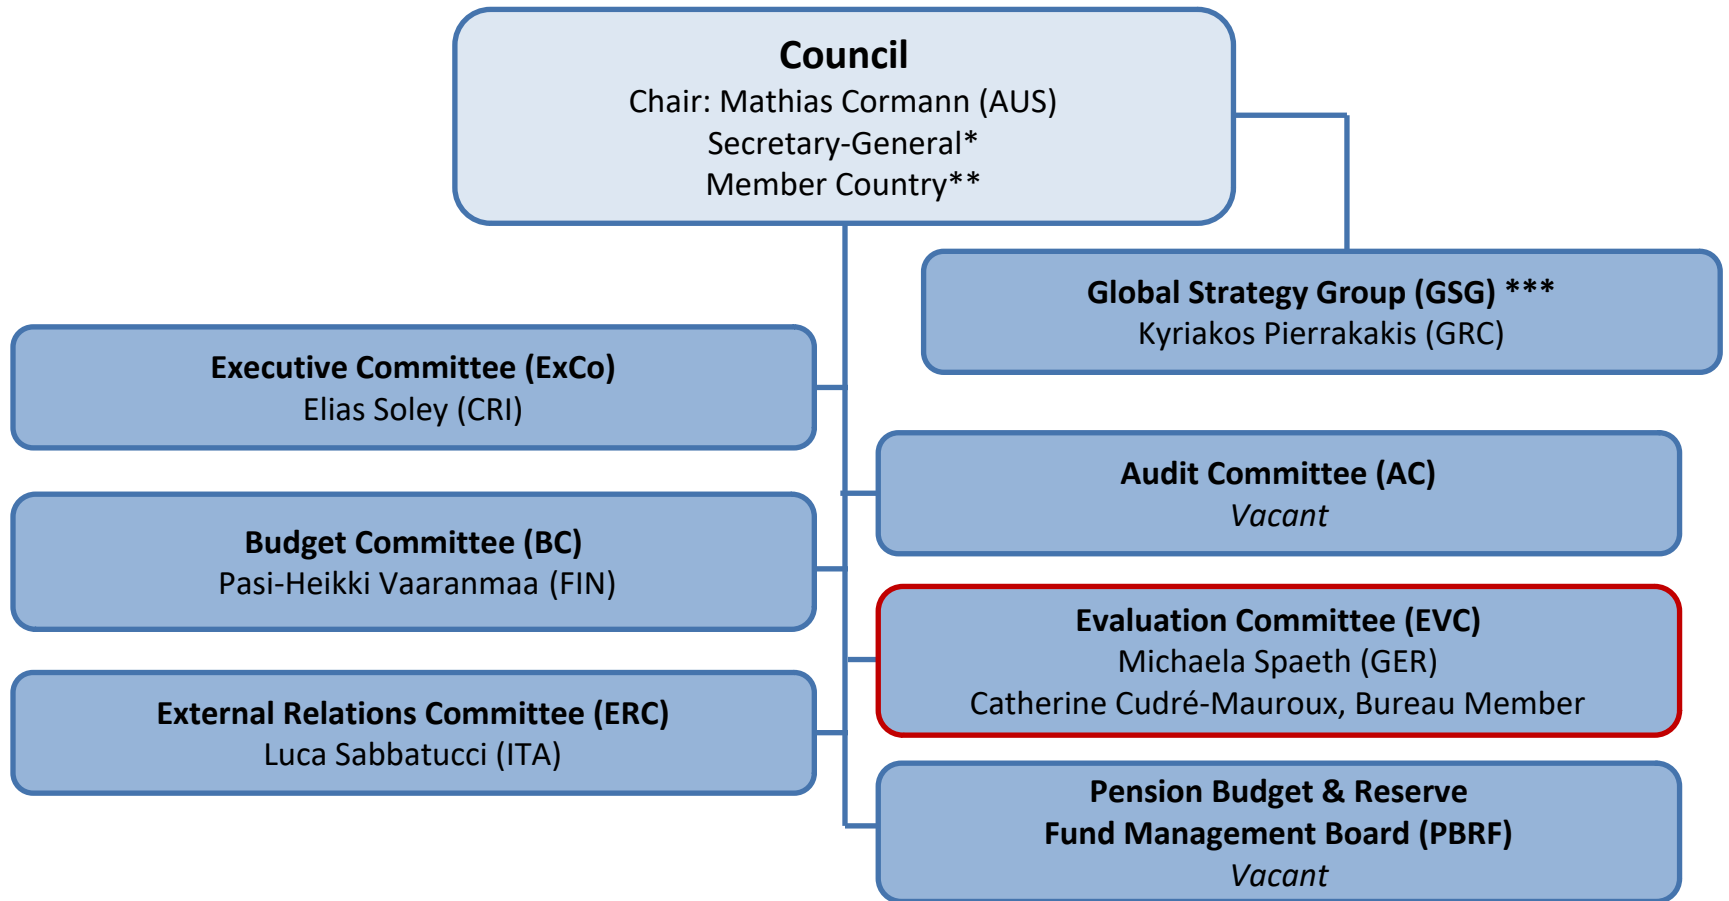 Council
Chair: Mathias Cormann (AUS)
Secretary-General*
Member Country**
Global Strategy Group (GSG) ***
Kyriakos Pierrakakis (GRC)
Executive Committee (ExCo)
Elias Soley (CRI)
Audit Committee (AC)
Vacant
Budget Committee (BC)
Pasi-Heikki Vaaranmaa (FIN)
Evaluation Committee (EVC)
Michaela Spaeth (GER)
Catherine Cudré-Mauroux, Bureau Member
External Relations Committee (ERC)
Luca Sabbatucci (ITA)
Pension Budget & Reserve
Fund Management Board (PBRF)
Vacant